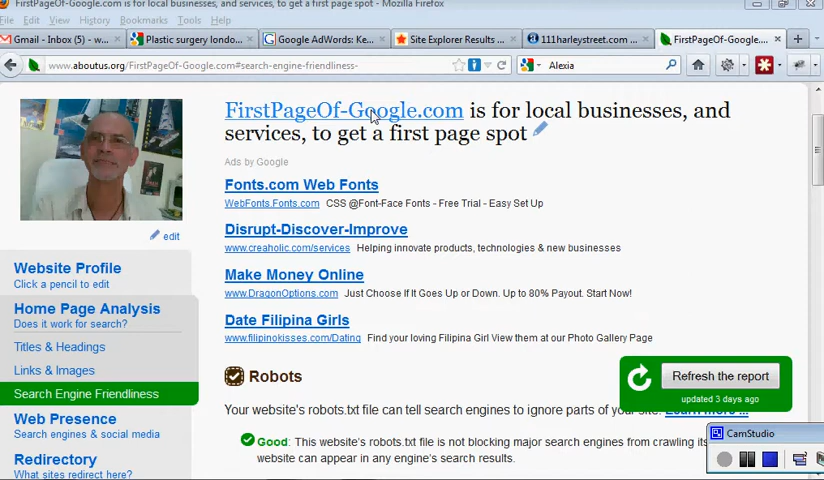 FirstPageOf-Google.com is for local businesses, and services, to get a first page spot - Mozilla Firefox
File Edit View History Bookmarks Tools Help
Gmail - Inbox (5) - w... Plastic surgery londo... Google AdWords: Ke... Site Explorer Results ... 111harleystreet.com ... FirstPageOf-Google....
www.aboutus.org/FirstPageOf-Google.com#search-engine-friendliness- Alexia
FirstPageOf-Google.com is for local businesses, and
services, to get a first page spot
Ads by Google
Fonts.com Web Fonts
WebFonts.Fonts.com CSS @Font-Face Fonts - Free Trial - Easy Set Up
Disrupt-Discover-Improve
www.creaholic.com/services Helping innovate products, technologies & new businesses
Make Money Online
www.DragonOptions.com Just Choose If It Goes Up or Down. Up to 80% Payout. Start Now!
Date Filipina Girls
www.filipinokisses.com/Dating Find your loving Filipina Girl View them at our Photo Gallery Page
edit
Website Profile
Click a pencil to edit
Home Page Analysis
Does it work for search?
Titles & Headings
Links & Images
Search Engine Friendliness
Web Presence
Search engines & social media
Redirectory
What sites redirect here?
Robots
Your website's robots.txt file can tell search engines to ignore parts of your site. Learn more ...
Good: This website's robots.txt file is not blocking major search engines from crawling its
website can appear in any engine's search results.
Refresh the report
updated 3 days ago
CamStudio